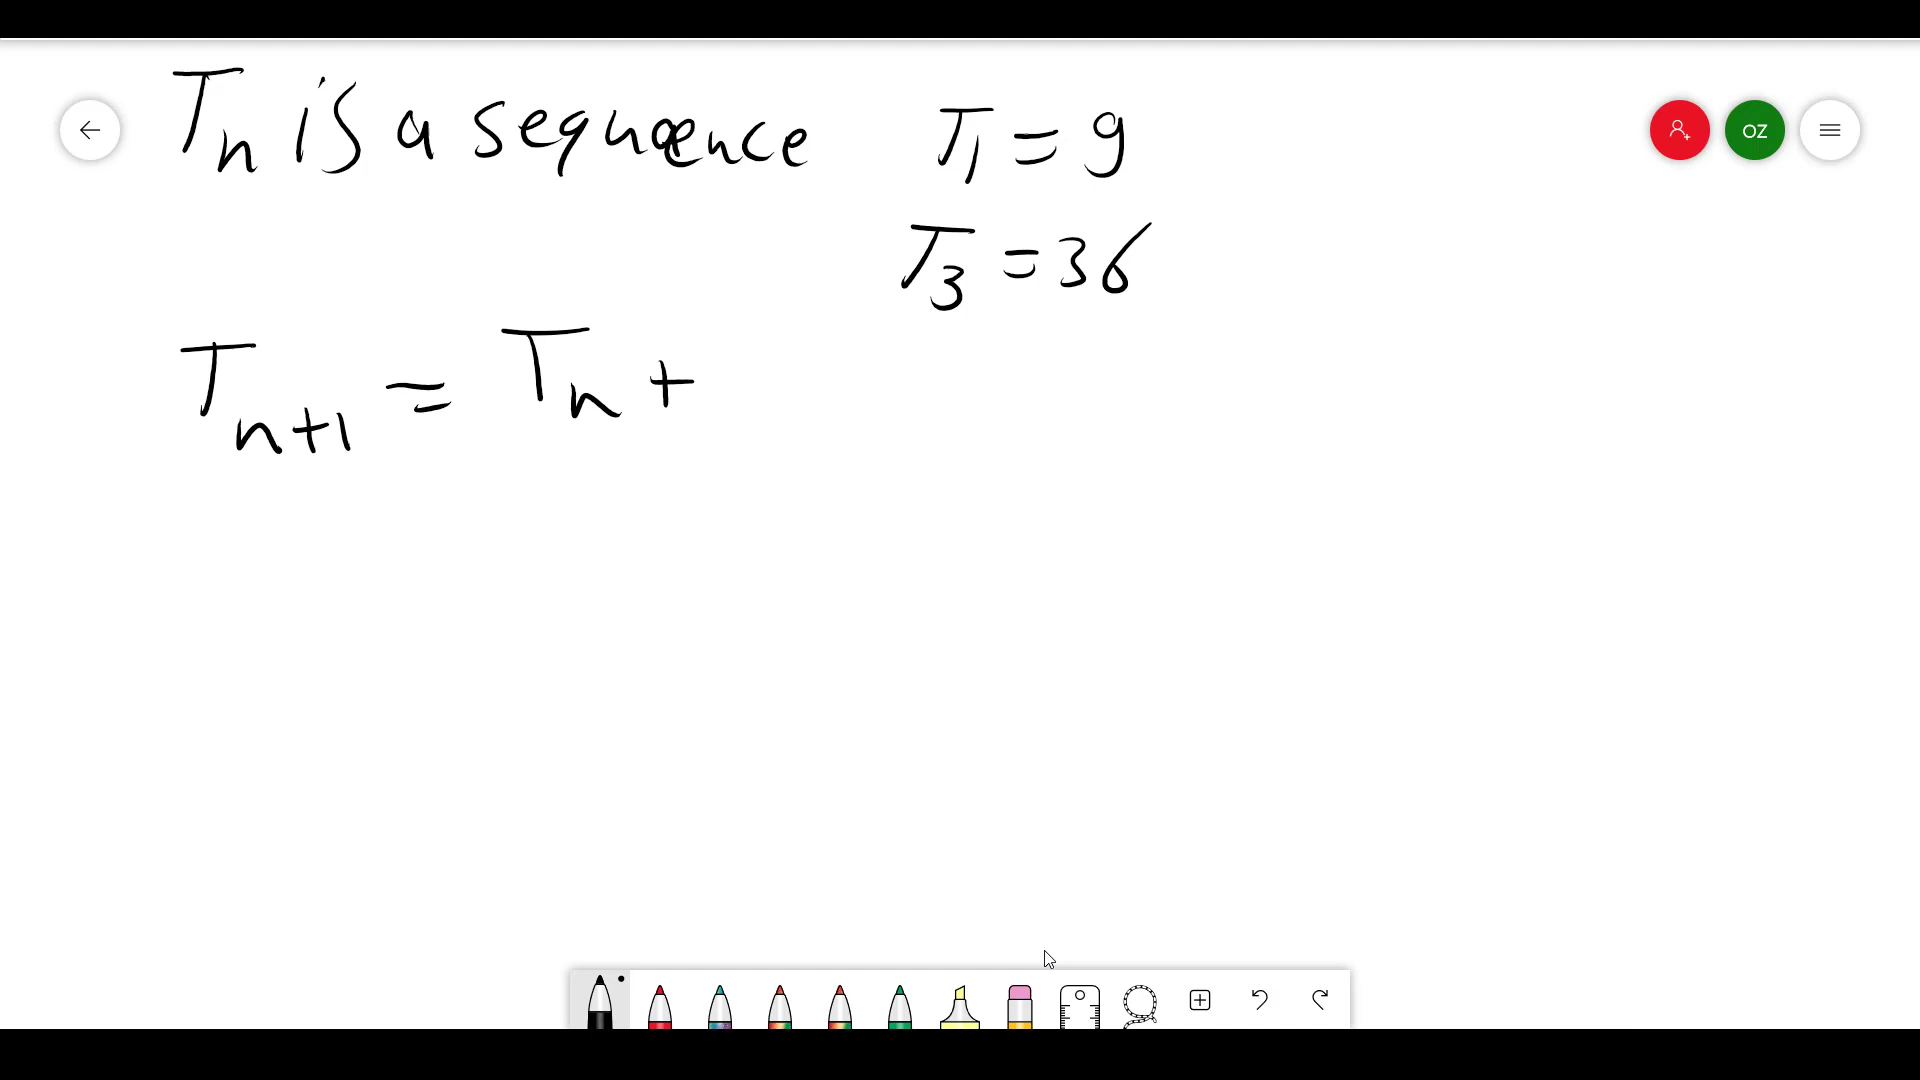 Tn is a sequence T1 = 9
T3 = 36
Tn+1 = Tn +
OZ